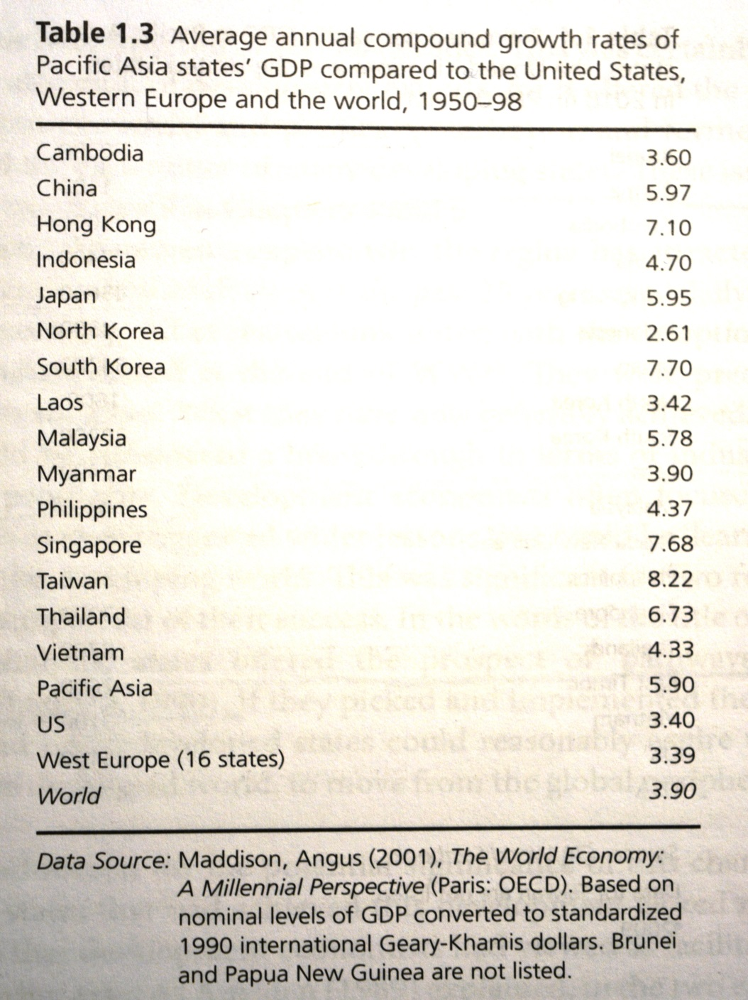 Table 1.3 Average annual compound growth rates of
Pacific Asia states' GDP compared to the United States,
Western Europe and the world, 1950–98
Cambodia 3.60
China 5.97
Hong Kong 7.10
Indonesia 4.70
Japan 5.95
North Korea 2.61
South Korea 7.70
Laos 3.42
Malaysia 5.78
Myanmar 3.90
Philippines 4.37
Singapore 7.68
Taiwan 8.22
Thailand 6.73
Vietnam 4.33
Pacific Asia 5.90
US 3.40
West Europe (16 states) 3.39
World 3.90
Data Source: Maddison, Angus (2001), The World Economy:
A Millennial Perspective (Paris: OECD). Based on
nominal levels of GDP converted to standardized
1990 international Geary-Khamis dollars. Brunei
and Papua New Guinea are not listed.